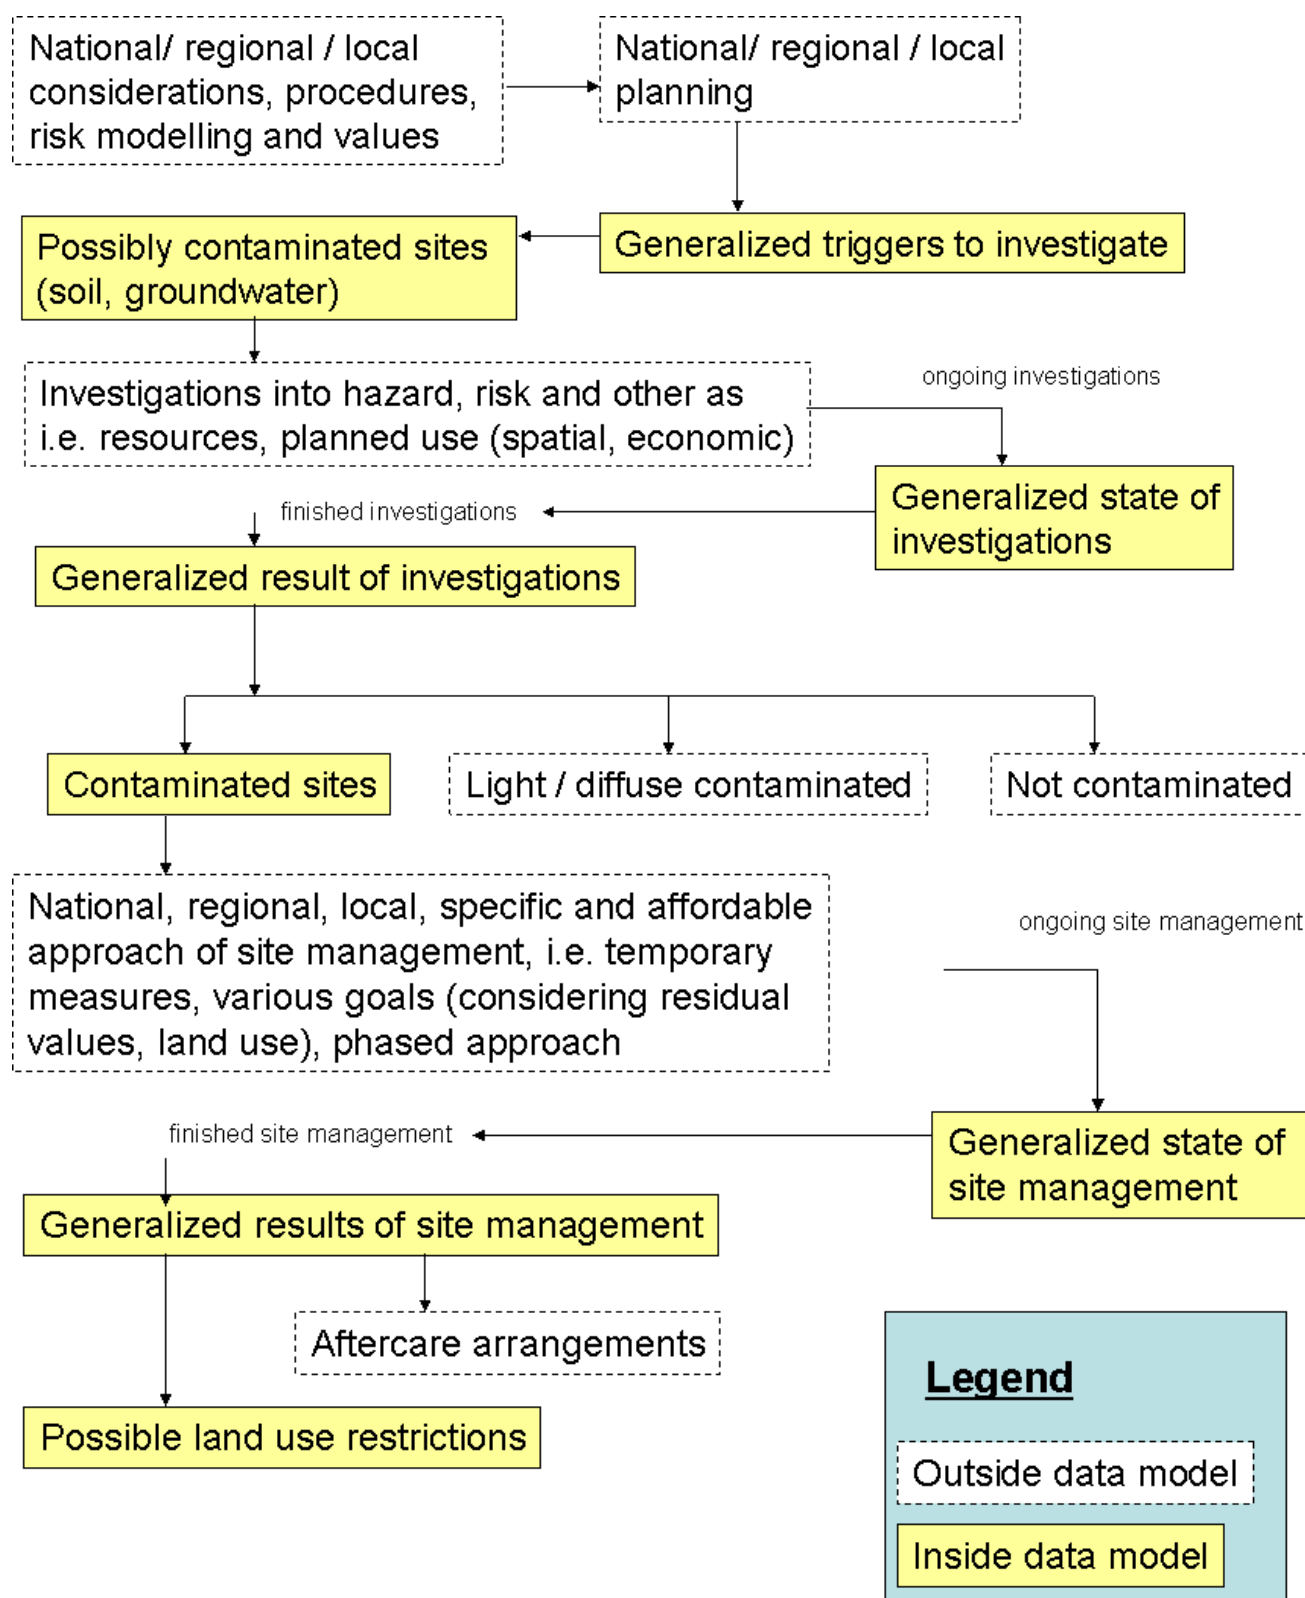 National/ regional / local
considerations, procedures,
risk modelling and values
National/ regional / local
planning
Generalized triggers to investigate
Possibly contaminated sites
(soil, groundwater)
Investigations into hazard, risk and other as
i.e. resources, planned use (spatial, economic)
ongoing investigations
Generalized state of
investigations
finished investigations
Generalized result of investigations
Contaminated sites
Light / diffuse contaminated
Not contaminated
National, regional, local, specific and affordable
approach of site management, i.e. temporary
measures, various goals (considering residual
values, land use), phased approach
ongoing site management
Generalized state of
site management
finished site management
Generalized results of site management
Aftercare arrangements
Possible land use restrictions
Legend
Outside data model
Inside data model